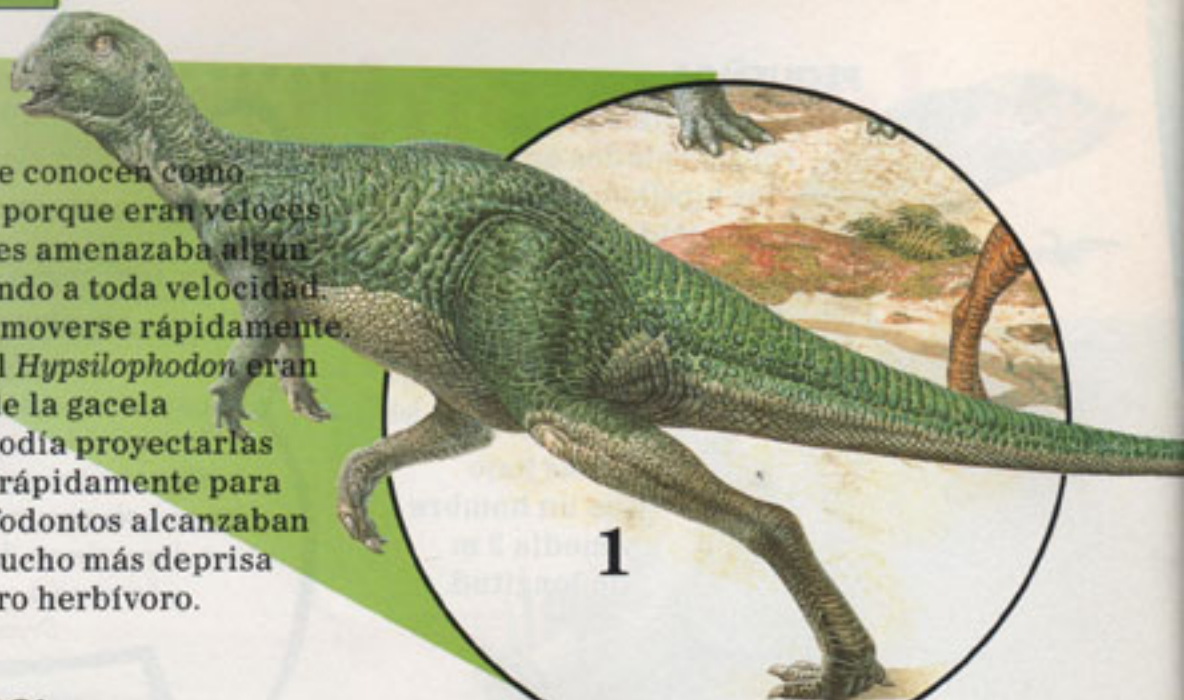 e conocen como
porque eran veloces
es amenazaba algún
ndo a toda velocidad.
moverse rápidamente.
l Hypsilophodon eran
de la gacela
odía proyectarlas
rápidamente para
fodontos alcanzaban
ucho más deprisa
ro herbívoro.
1